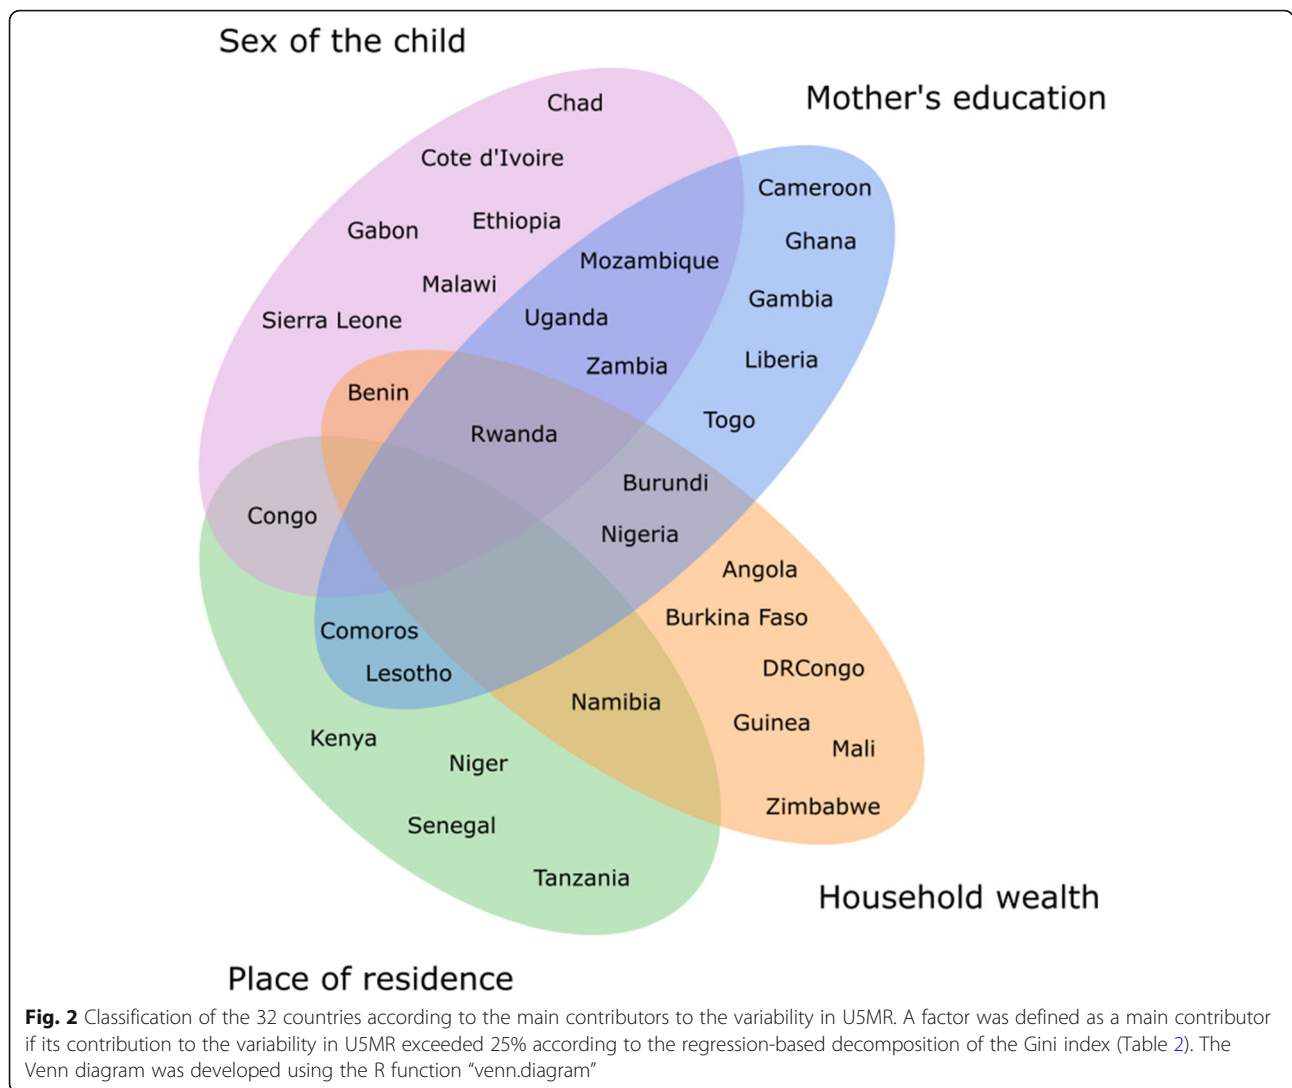 Sex of the child
Mother's education
Chad
Cote d'Ivoire
Cameroon
Gabon
Ethiopia
Ghana
Mozambique
Malawi
Gambia
Sierra Leone
Uganda
Zambia
Liberia
Benin
Rwanda
Togo
Burundi
Congo
Nigeria
Angola
Comoros
Burkina Faso
Lesotho
DRCongo
Namibia
Guinea
Kenya
Mali
Niger
Zimbabwe
Senegal
Tanzania
Household wealth
Place of residence
Fig. 2 Classification of the 32 countries according to the main contributors to the variability in U5MR. A factor was defined as a main contributor
if its contribution to the variability in U5MR exceeded 25% according to the regression-based decomposition of the Gini index (Table 2). The
Venn diagram was developed using the R function “venn.diagram”